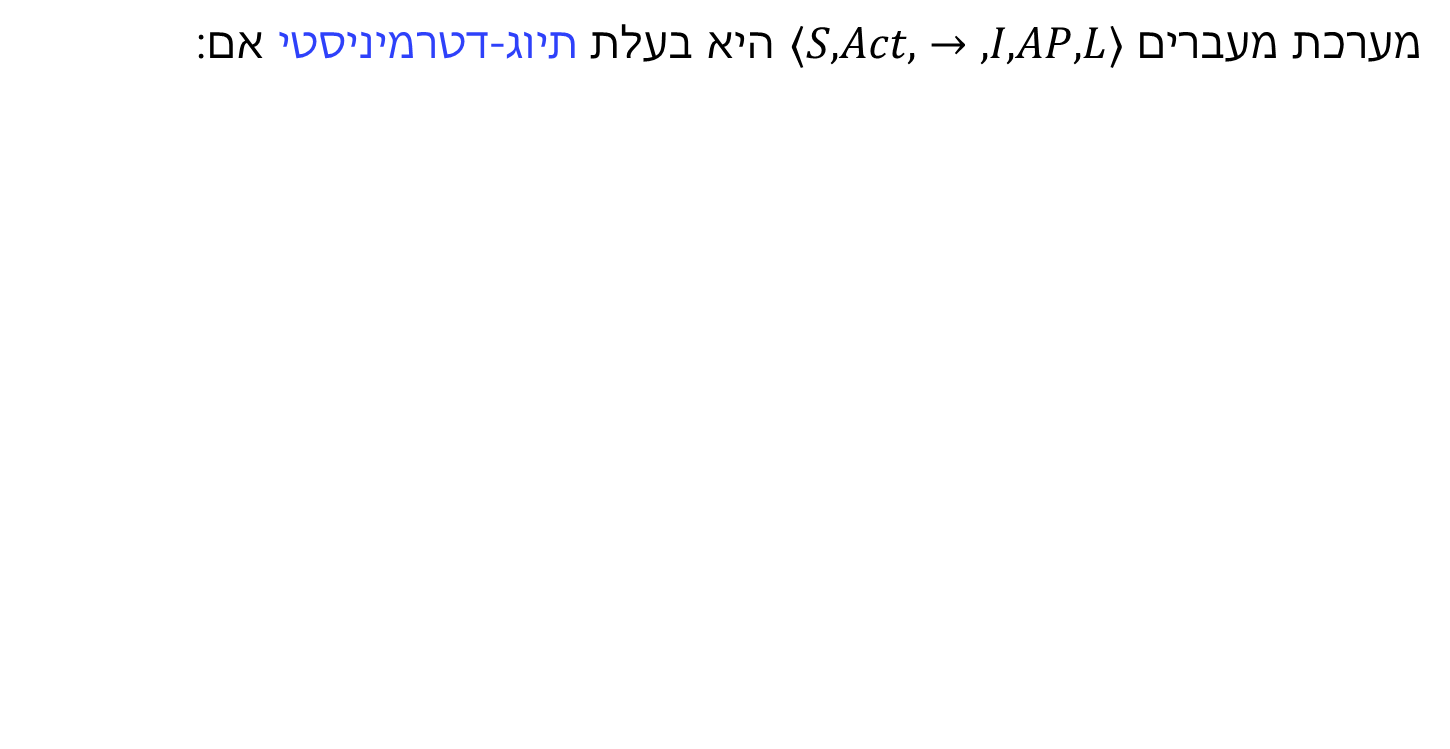 מערכת מעברים ⟨S,Act, → ,I,AP,L⟩ היא בעלת תיוג-דטרמיניסטי אם: